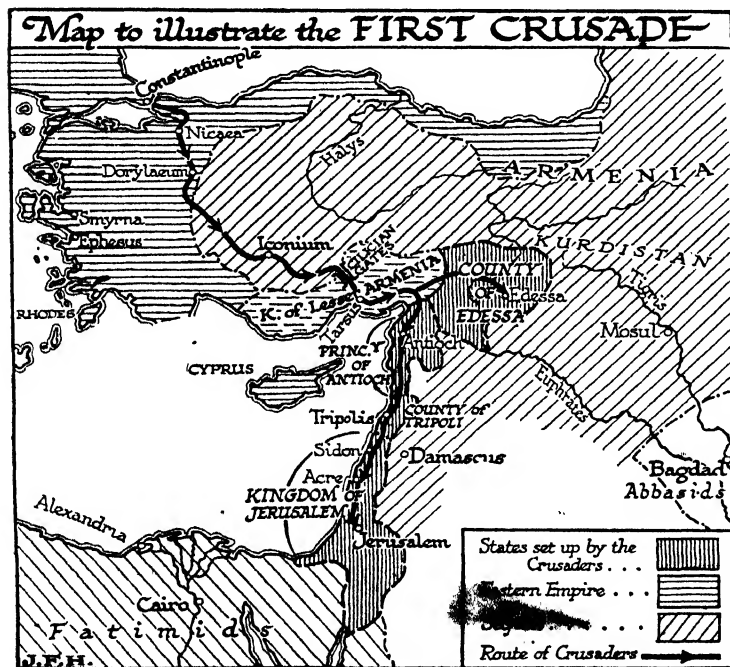 Map to illustrate the FIRST CRUSADE
Constantinople
Nicaea
Dorylaeum
Halys
ARMENIA
Smyrna
Ephesus
Iconium
CILICIAN
GATES
KURDISTAN
K. of Lesser ARMENIA
Tarsus
COUNTY
OF
EDESSA
Edessa
Tigris
Mosul
RHODES
CYPRUS
PRINC.Y
OF
ANTIOCH
Antioch
Euphrates
Tripolis
COUNTY of
TRIPOLI
Sidon
Damascus
Acre
KINGDOM OF
JERUSALEM
Jerusalem
Bagdad
Abbasids
Alexandria
Cairo
Fatimids
States set up by the
Crusaders . . .
Eastern Empire . . .
. . . .
Route of Crusaders
J.F.H.